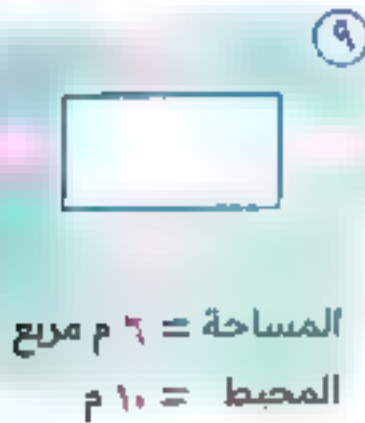 ٩
المساحة = ٦ م مربع
المحيط = ١٠ م